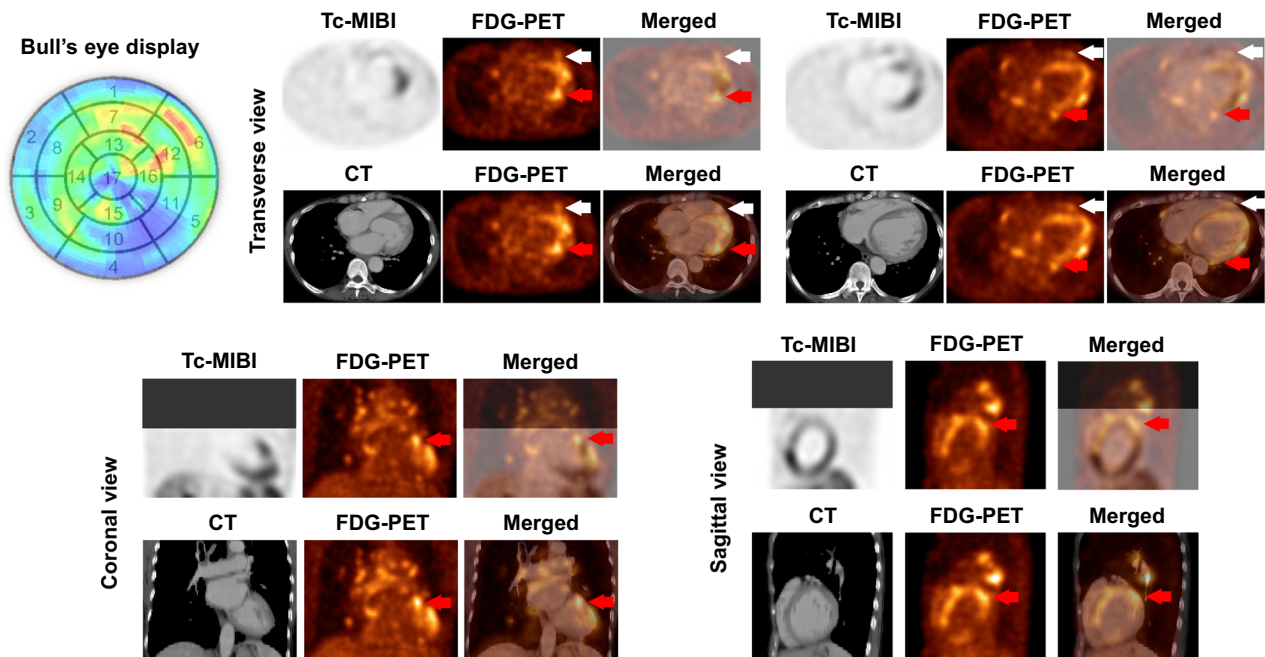 Bull's eye display
1
2
3
4
5
6
7
8
9
10
11
12
13
14
15
16
17
Transverse view
Tc-MIBI FDG-PET Merged
CT FDG-PET Merged
Tc-MIBI FDG-PET Merged
CT FDG-PET Merged
Coronal view
Tc-MIBI FDG-PET Merged
CT FDG-PET Merged
Sagittal view
Tc-MIBI FDG-PET Merged
CT FDG-PET Merged